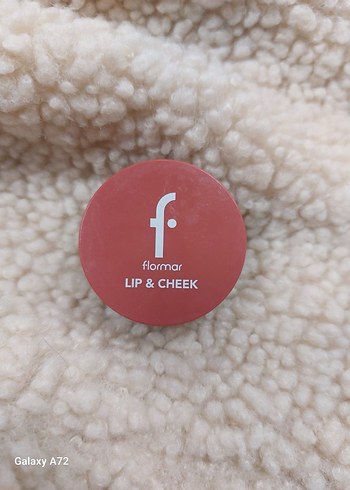 f
flormar
LIP & CHEEK
Galaxy A72